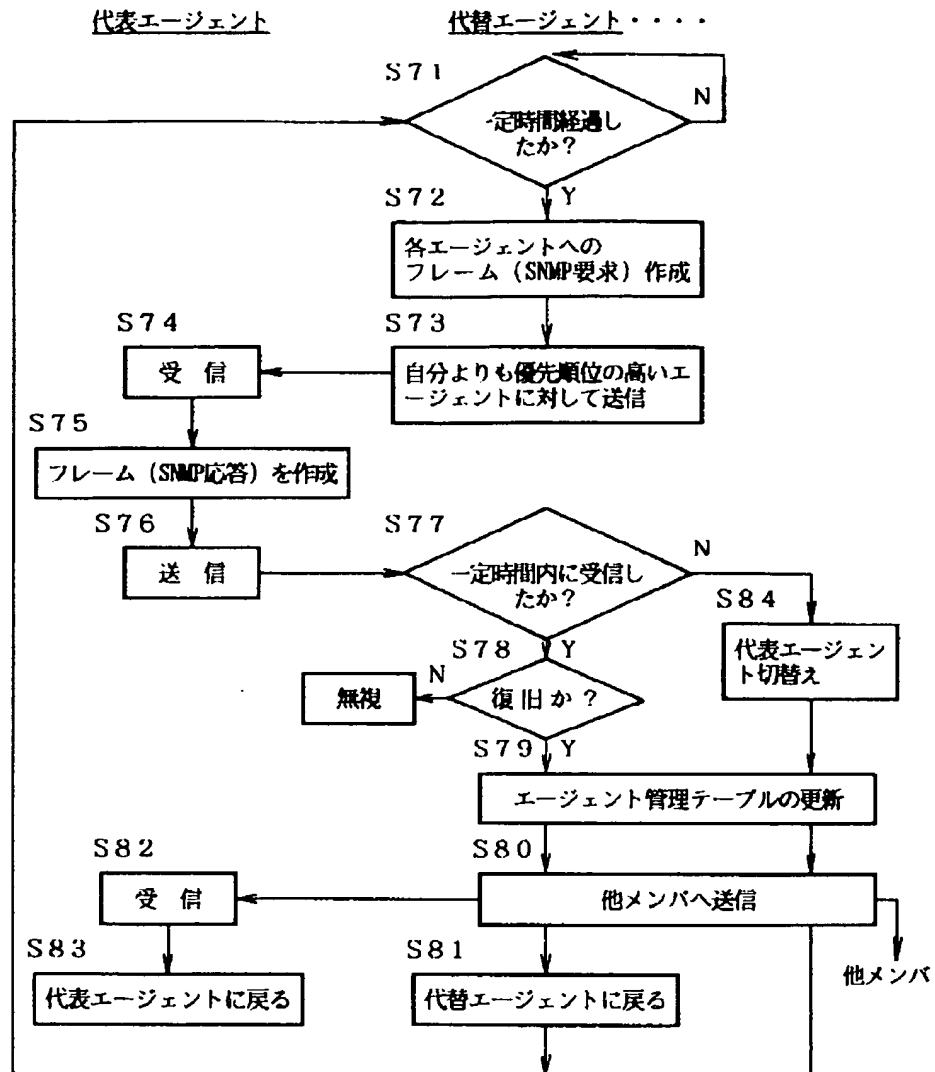 代表エージェント
代替エージェント・・・・
S71
N
一定時間経過し
たか?
S72
Y
各エージェントへの
フレーム(SNMP要求)作成
S74
S73
受 信
自分よりも優先順位の高いエ
ージェントに対して送信
S75
フレーム(SNMP応答)を作成
S76
S77
N
送 信
一定時間内に受信し
たか?
S84
S78
Y
代表エージェン
ト切替え
N
無視
復旧か?
S79
Y
エージェント管理テーブルの更新
S82
S80
受 信
他メンバへ送信
S83
S81
他メンバ
代表エージェントに戻る
代替エージェントに戻る